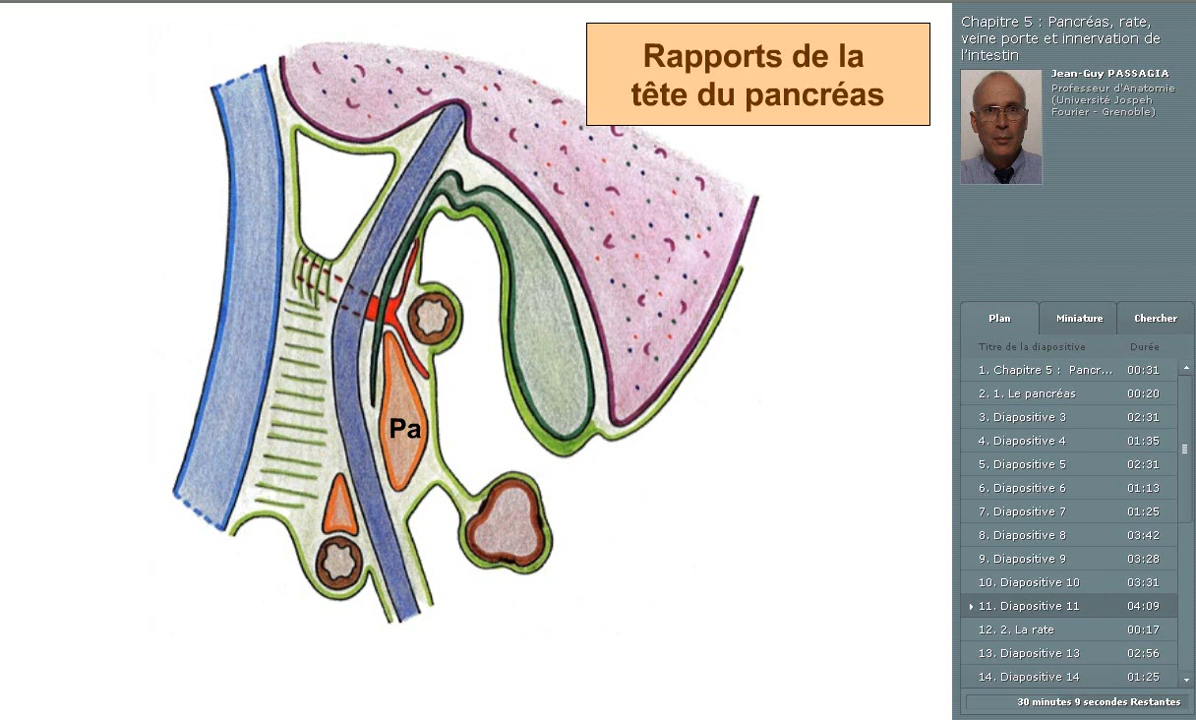 Rapports de la
tête du pancréas
Pa
Chapitre 5 : Pancréas, rate,
veine porte et innervation de
l'intestin
Jean-Guy PASSAGIA
Professeur d'Anatomie
(Université Jospeh
Fourier - Grenoble)
Plan Miniature Chercher
Titre de la diapositive Durée
1. Chapitre 5 : Pancr... 00:31
2. 1. Le pancréas 00:20
3. Diapositive 3 02:31
4. Diapositive 4 01:35
5. Diapositive 5 02:31
6. Diapositive 6 01:13
7. Diapositive 7 01:25
8. Diapositive 8 03:42
9. Diapositive 9 03:28
10. Diapositive 10 03:31
11. Diapositive 11 04:09
12. 2. La rate 00:17
13. Diapositive 13 02:56
14. Diapositive 14 01:25
30 minutes 9 secondes Restantes